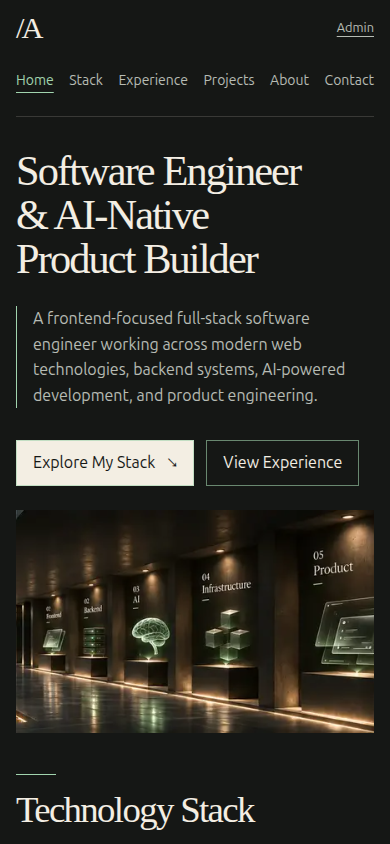 /A
Admin
Home Stack Experience Projects About Contact
Software Engineer
& AI-Native
Product Builder
A frontend-focused full-stack software
engineer working across modern web
technologies, backend systems, AI-powered
development, and product engineering.
Explore My Stack ↘
View Experience
01
Frontend
02
Backend
03
AI
04
Infrastructure
05
Product
Technology Stack